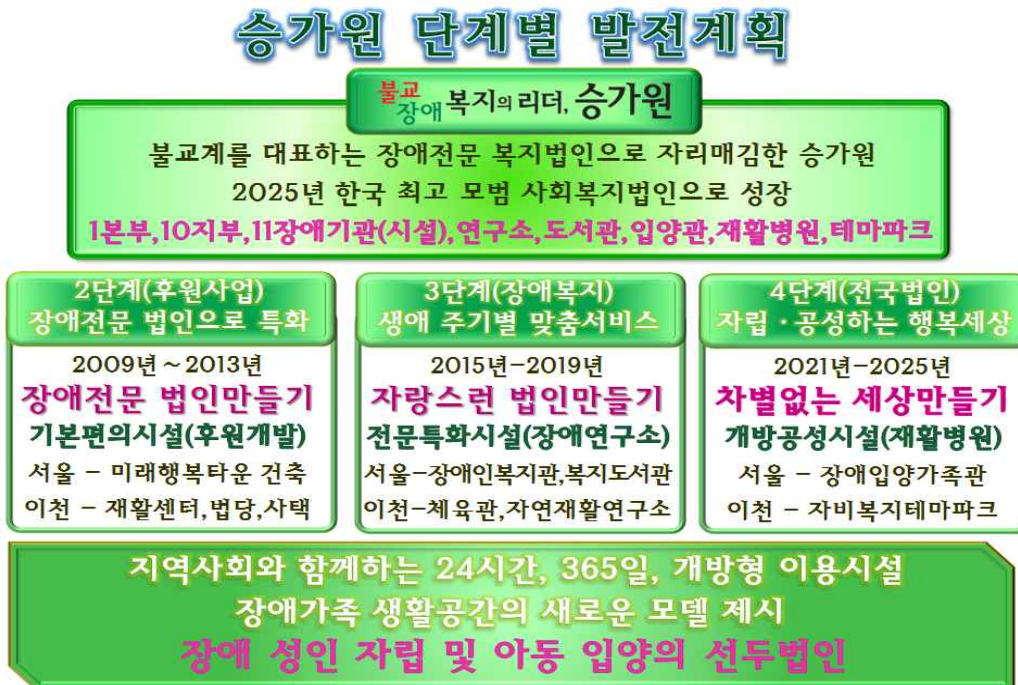 승가원 단계별 발전계획
불교 장애 복지의 리더, 승가원
불교계를 대표하는 장애전문 복지법인으로 자리매김한 승가원
2025년 한국 최고 모범 사회복지법인으로 성장
1본부,10지부,11장애기관(시설),연구소,도서관,입양관,재활병원,테마파크
2단계(후원사업)
장애전문 법인으로 특화
2009년～2013년
장애전문 법인만들기
기본편의시설(후원개발)
서울 - 미래행복타운 건축
이천 - 재활센터,법당,사택
3단계(장애복지)
생애 주기별 맞춤서비스
2015년-2019년
자랑스런 법인만들기
전문특화시설(장애연구소)
서울-장애인복지관,복지도서관
이천-체육관,자연재활연구소
4단계(전국법인)
자립·공성하는 행복세상
2021년-2025년
차별없는 세상만들기
개방공성시설(재활병원)
서울 - 장애입양가족관
이천 - 자비복지테마파크
지역사회와 함께하는 24시간, 365일, 개방형 이용시설
장애가족 생활공간의 새로운 모델 제시
장애 성인 자립 및 아동 입양의 선두법인